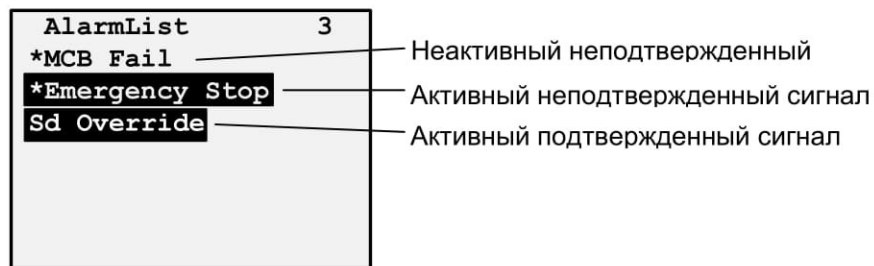 AlarmList 3
*MCB Fail
Неактивный неподтвержденный
*Emergency Stop
Активный неподтвержденный сигнал
Sd Override
Активный подтвержденный сигнал